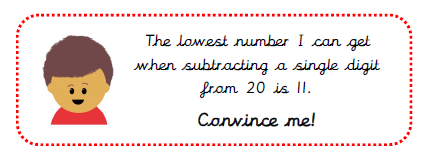 The lowest number I can get
when subtracting a single digit
from 20 is 11.
Convince me!